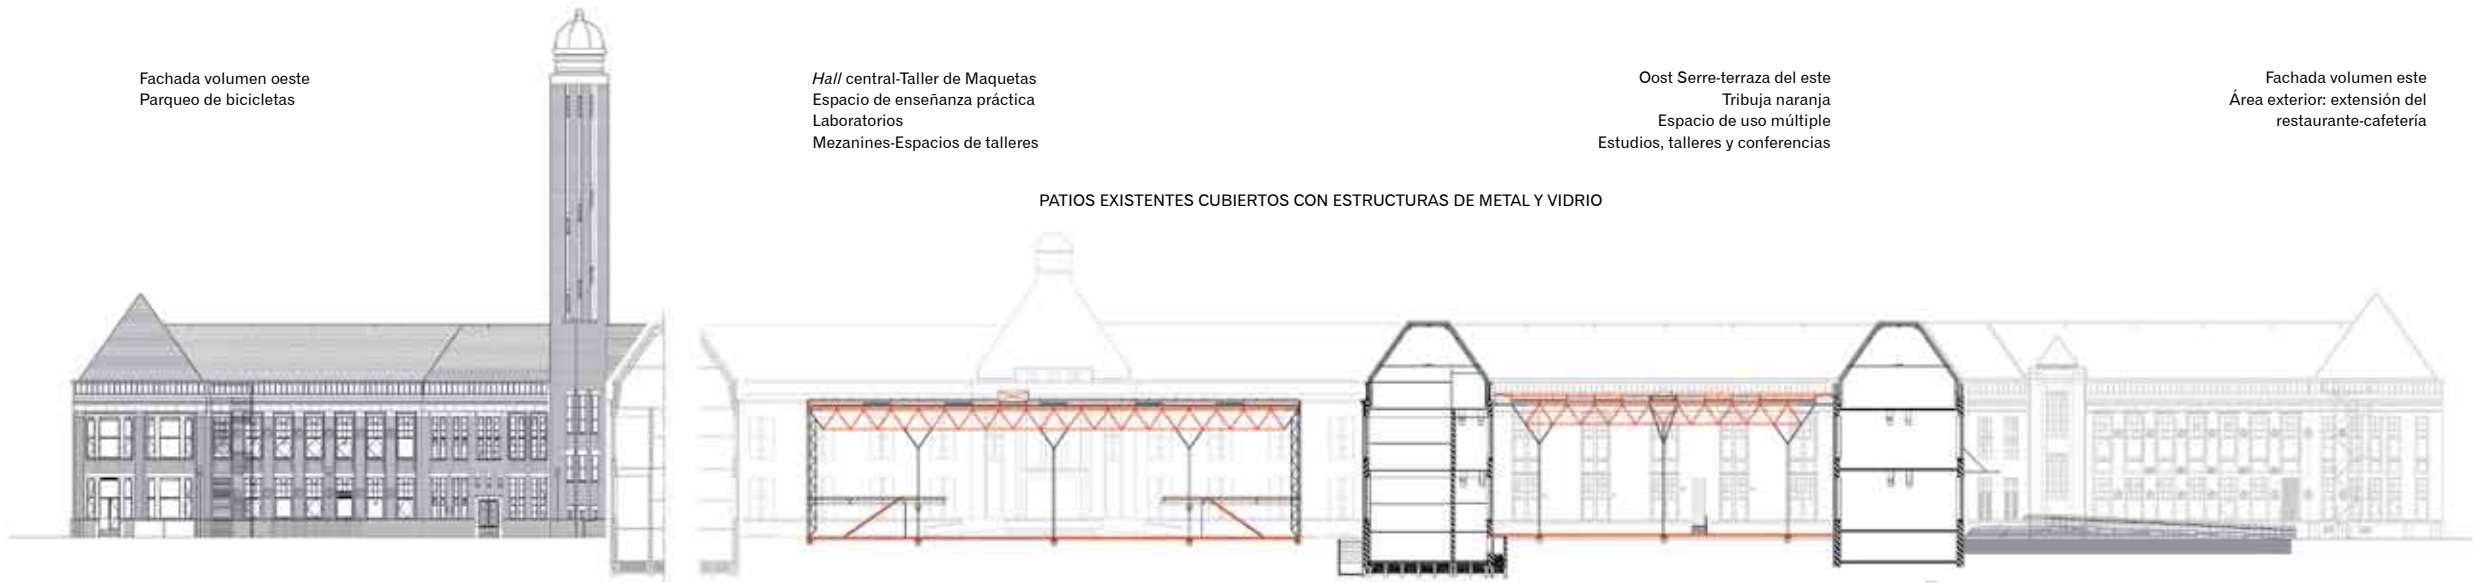 Fachada volumen oeste
Parqueo de bicicletas
Hall central-Taller de Maquetas
Espacio de enseñanza práctica
Laboratorios
Mezanines-Espacios de talleres
Oost Serre-terraza del este
Tribuja naranja
Espacio de uso múltiple
Estudios, talleres y conferencias
Fachada volumen este
Área exterior: extensión del
restaurante-cafetería
PATIOS EXISTENTES CUBIERTOS CON ESTRUCTURAS DE METAL Y VIDRIO